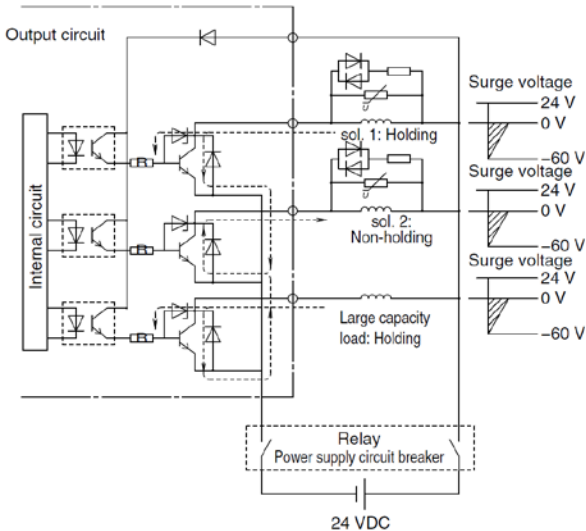 Output circuit
Internal circuit
sol. 1: Holding
sol. 2:
Non-holding
Large capacity
load: Holding
Surge voltage
24 V
0 V
−60 V
Surge voltage
24 V
0 V
−60 V
Surge voltage
24 V
0 V
−60 V
Relay
Power supply circuit breaker
24 VDC